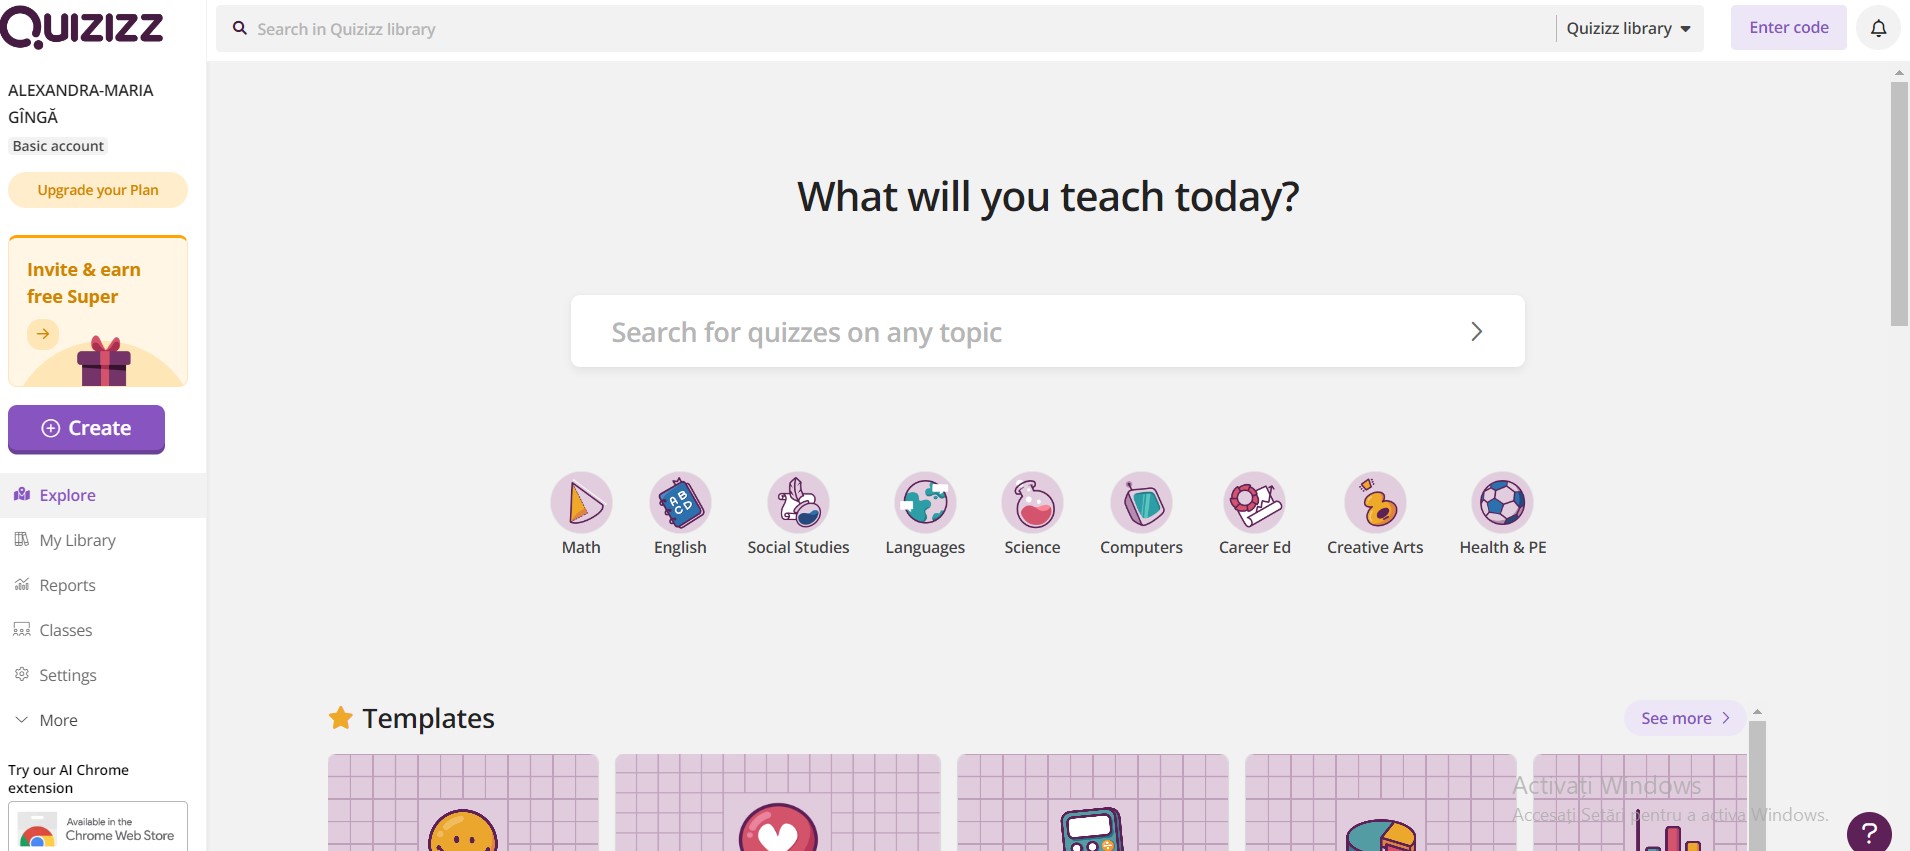 Quizizz
Search in Quizizz library
Quizizz library
Enter code
ALEXANDRA-MARIA
GÎNGĂ
Basic account
Upgrade your Plan
Invite & earn
free Super
Create
Explore
My Library
Reports
Classes
Settings
More
Try our AI Chrome
extension
Available in the
Chrome Web Store
What will you teach today?
Search for quizzes on any topic
Math
English
Social Studies
Languages
Science
Computers
Career Ed
Creative Arts
Health & PE
A B
C D
Templates
See more
Activați Windows
Accesați Setări pentru a activa Windows.
?